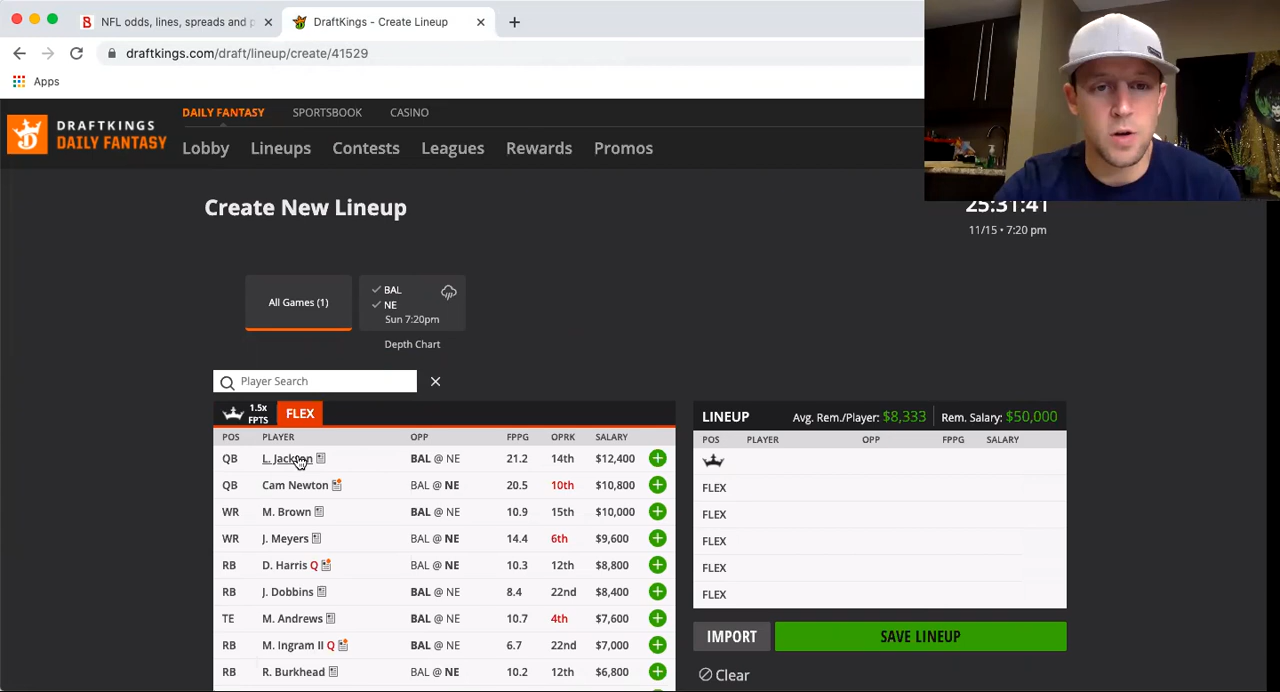 NFL odds, lines, spreads and p
DraftKings - Create Lineup
draftkings.com/draft/lineup/create/41529
Apps
DRAFTKINGS
DAILY FANTASY
DAILY FANTASY SPORTSBOOK CASINO
Lobby Lineups Contests Leagues Rewards Promos
Create New Lineup
25:31:41
11/15 • 7:20 pm
All Games (1)
BAL
NE
Sun 7:20pm
Depth Chart
Player Search
1.5x
FPTS
FLEX
POS PLAYER OPP FPPG OPRK SALARY
QB L. Jackson BAL @ NE 21.2 14th $12,400
QB Cam Newton BAL @ NE 20.5 10th $10,800
WR M. Brown BAL @ NE 10.9 15th $10,000
WR J. Meyers BAL @ NE 14.4 6th $9,600
RB D. Harris Q BAL @ NE 10.3 12th $8,800
RB J. Dobbins BAL @ NE 8.4 22nd $8,400
TE M. Andrews BAL @ NE 10.7 4th $7,600
RB M. Ingram II Q BAL @ NE 6.7 22nd $7,000
RB R. Burkhead BAL @ NE 10.2 12th $6,800
LINEUP Avg. Rem./Player: $8,333 Rem. Salary: $50,000
POS PLAYER OPP FPPG SALARY
FLEX
FLEX
FLEX
FLEX
FLEX
IMPORT SAVE LINEUP
Clear